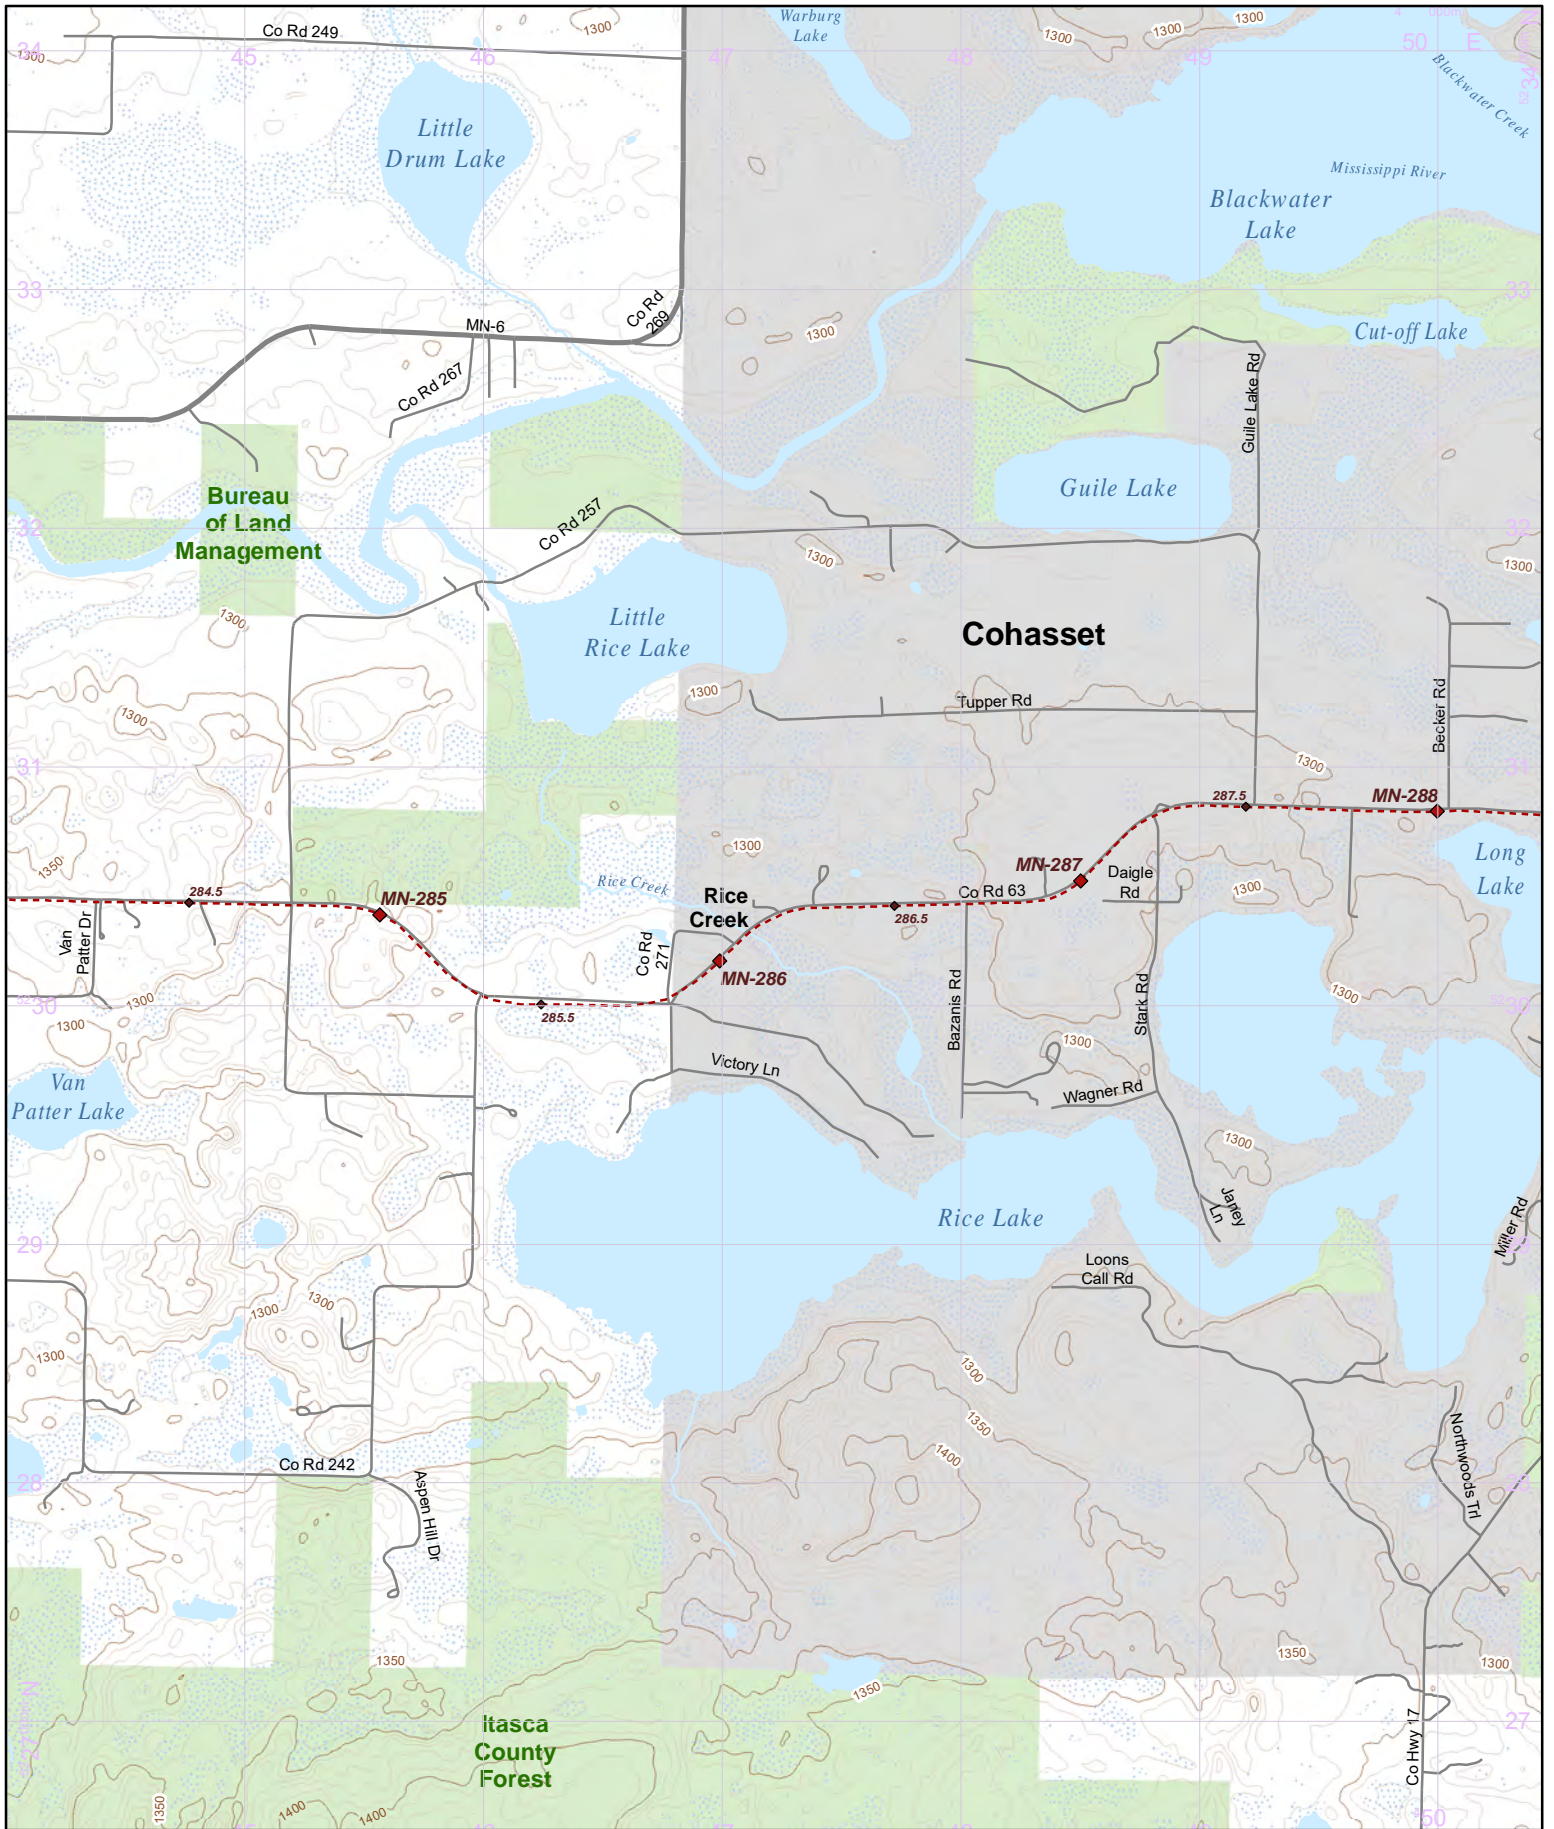 Co Rd 249
1300
1300
Warburg
Lake
1300
1300
1300
34
45
46
47
48
49
50
E
Blackwater Creek
Little
Drum Lake
Mississippi River
Blackwater
Lake
33
33
Co Rd
269
MN-6
1300
Cut-off Lake
Co Rd 267
Guile Lake Rd
Guile Lake
Bureau
of Land
Management
32
32
Co Rd 257
1300
1300
1300
Little
Rice Lake
Cohasset
1300
Tupper Rd
1300
Becker Rd
31
31
1300
287.5
MN-288
1300
1350
MN-287
Long
Lake
284.5
MN-285
Rice Creek
Rice
Creek
Co Rd 63
286.5
Daigle
Rd
1300
Van
Patter Dr
Co Rd
271
MN-286
Bazanis Rd
Stark Rd
1300
1300
30
30
285.5
1300
1300
Victory Ln
Van
Patter Lake
Wagner Rd
1300
Rice Lake
Janey
Ln
Miller Rd
29
29
Loons
Call Rd
1300
1300
1300
1300
1350
1400
Northwoods Trl
Co Rd 242
28
28
Aspen Hill Dr
1350
1350
1350
1300
Itasca
County
Forest
27
Co Hwy 17
1350
1400
1400
50